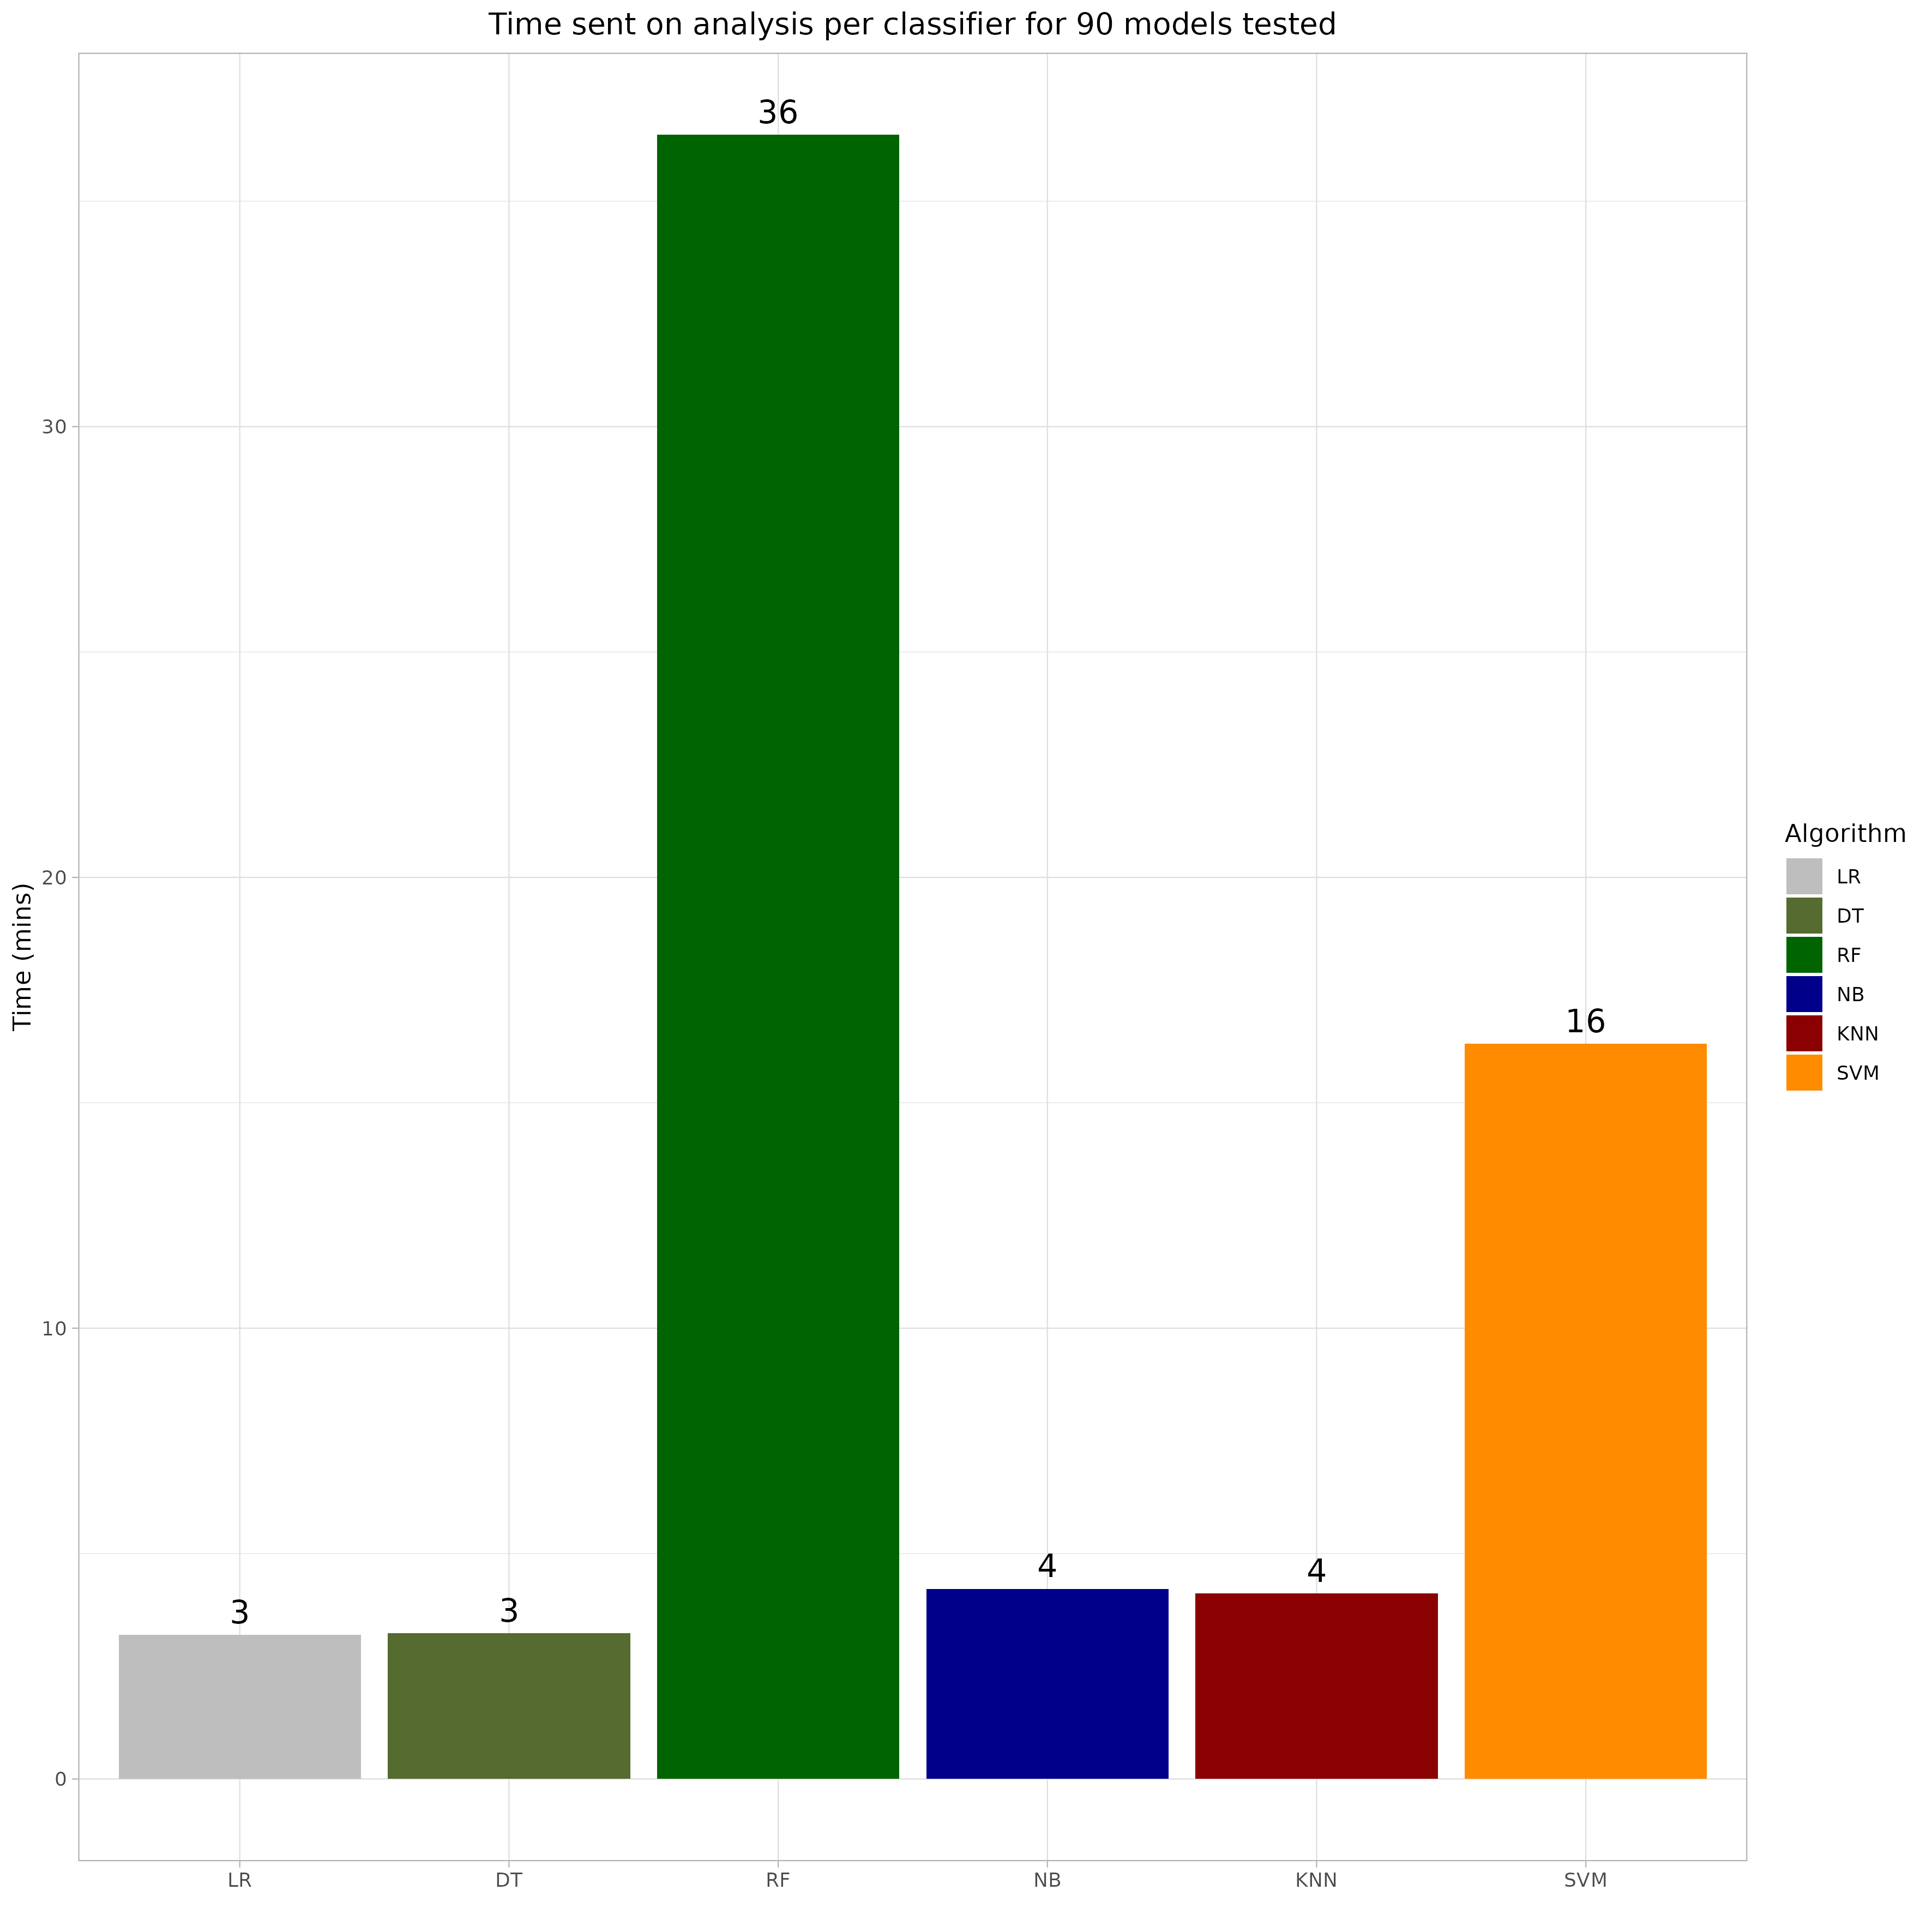 Time sent on analysis per classifier for 90 models tested
36
30
20
Time (mins)
16
10
4
4
3
3
0
LR
DT
RF
NB
KNN
SVM
Algorithm
LR
DT
RF
NB
KNN
SVM